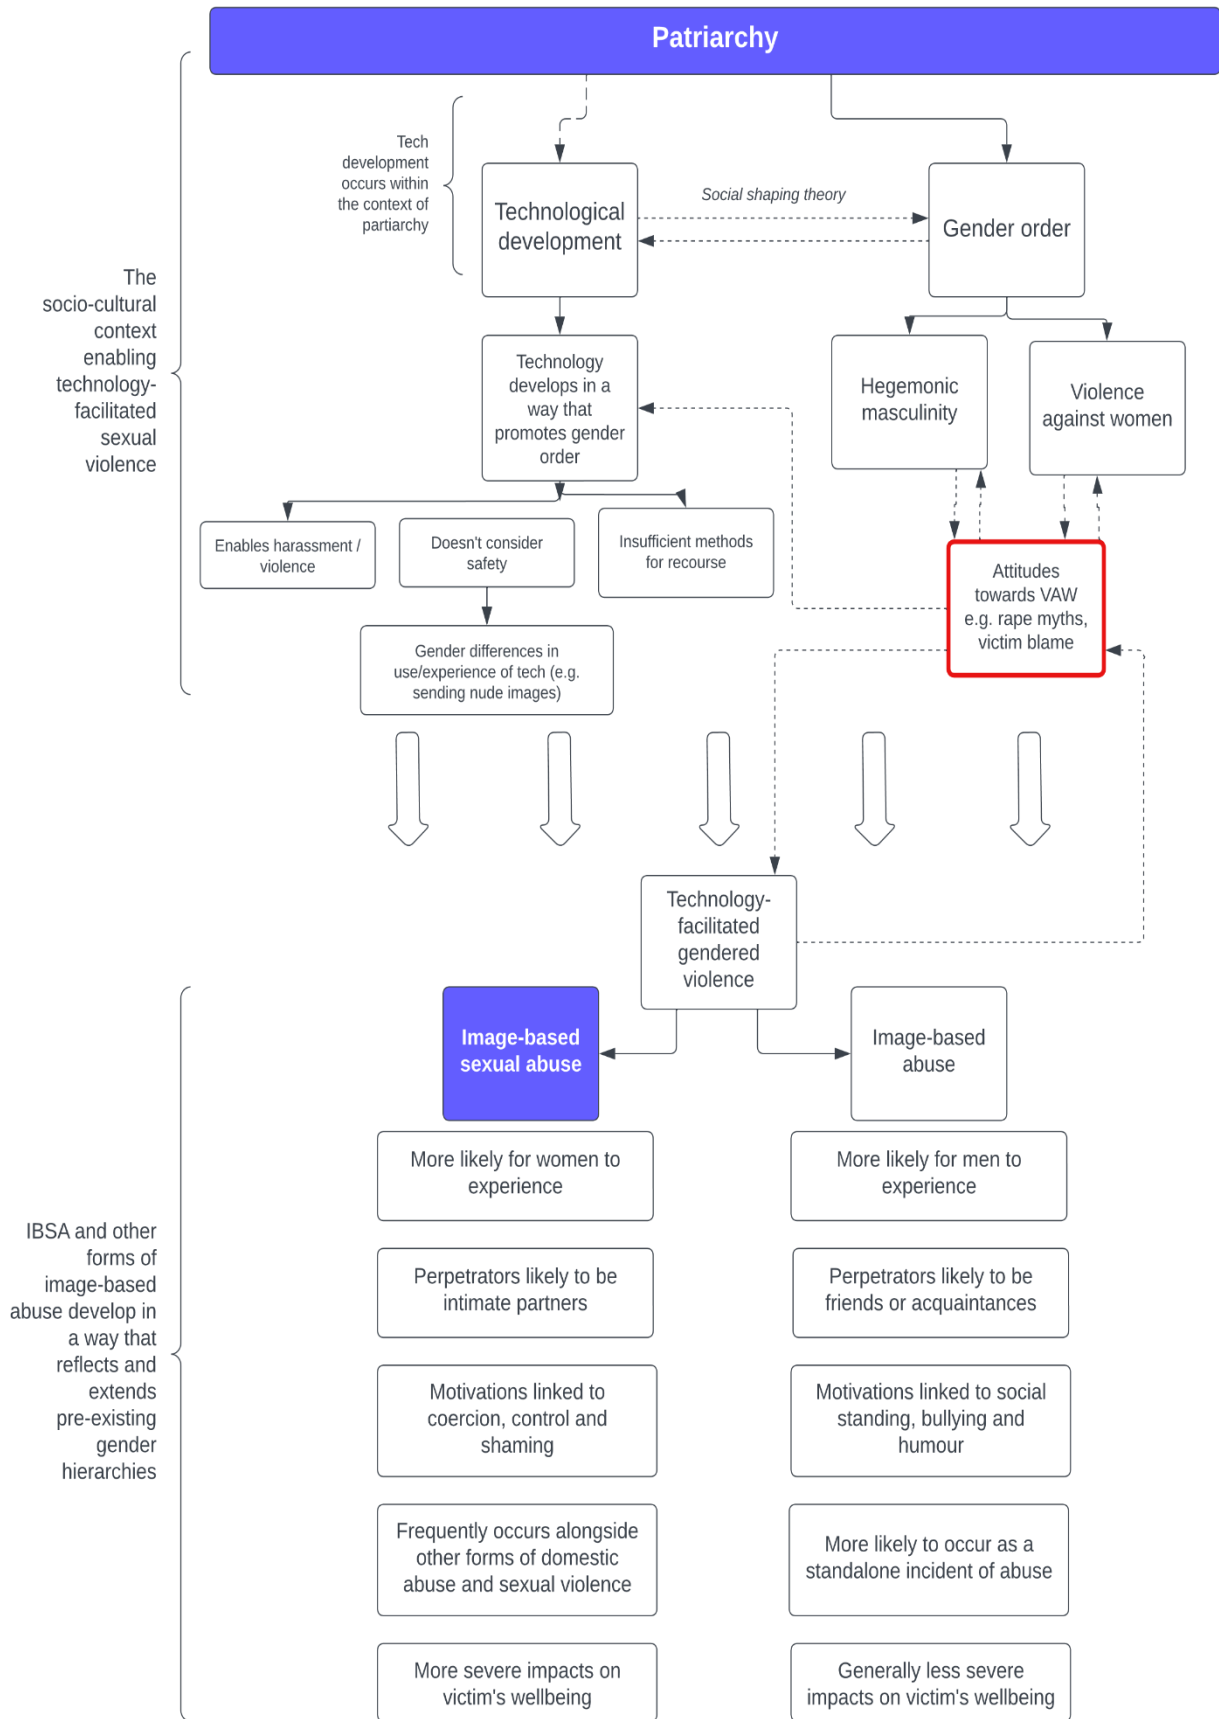 Patriarchy
Tech
development
occurs within
the context of
partiarchy
Technological
development
Social shaping theory
Gender order
The
socio-cultural
context
enabling
technology-
facilitated
sexual
violence
Technology
develops in a
way that
promotes gender
order
Hegemonic
masculinity
Violence
against women
Enables harassment /
violence
Doesn't consider
safety
Insufficient methods
for recourse
Attitudes
towards VAW
e.g. rape myths,
victim blame
Gender differences in
use/experience of tech (e.g.
sending nude images)
Technology-
facilitated
gendered
violence
Image-based
sexual abuse
Image-based
abuse
IBSA and other
forms of
image-based
abuse develop in
a way that
reflects and
extends
pre-existing
gender
hierarchies
More likely for women to
experience
More likely for men to
experience
Perpetrators likely to be
intimate partners
Perpetrators likely to be
friends or acquaintances
Motivations linked to
coercion, control and
shaming
Motivations linked to social
standing, bullying and
humour
Frequently occurs alongside
other forms of domestic
abuse and sexual violence
More likely to occur as a
standalone incident of abuse
More severe impacts on
victim's wellbeing
Generally less severe
impacts on victim's wellbeing